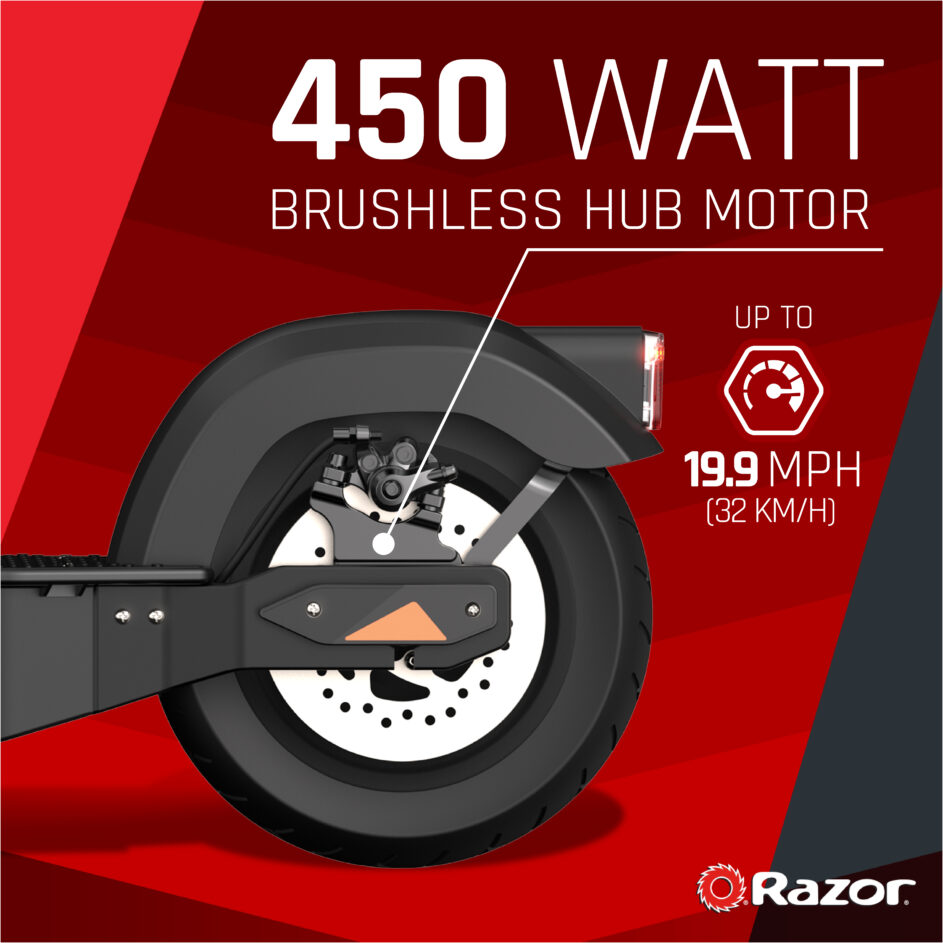 450 WATT
BRUSHLESS HUB MOTOR
UP TO
19.9 MPH
(32 KM/H)
Razor®